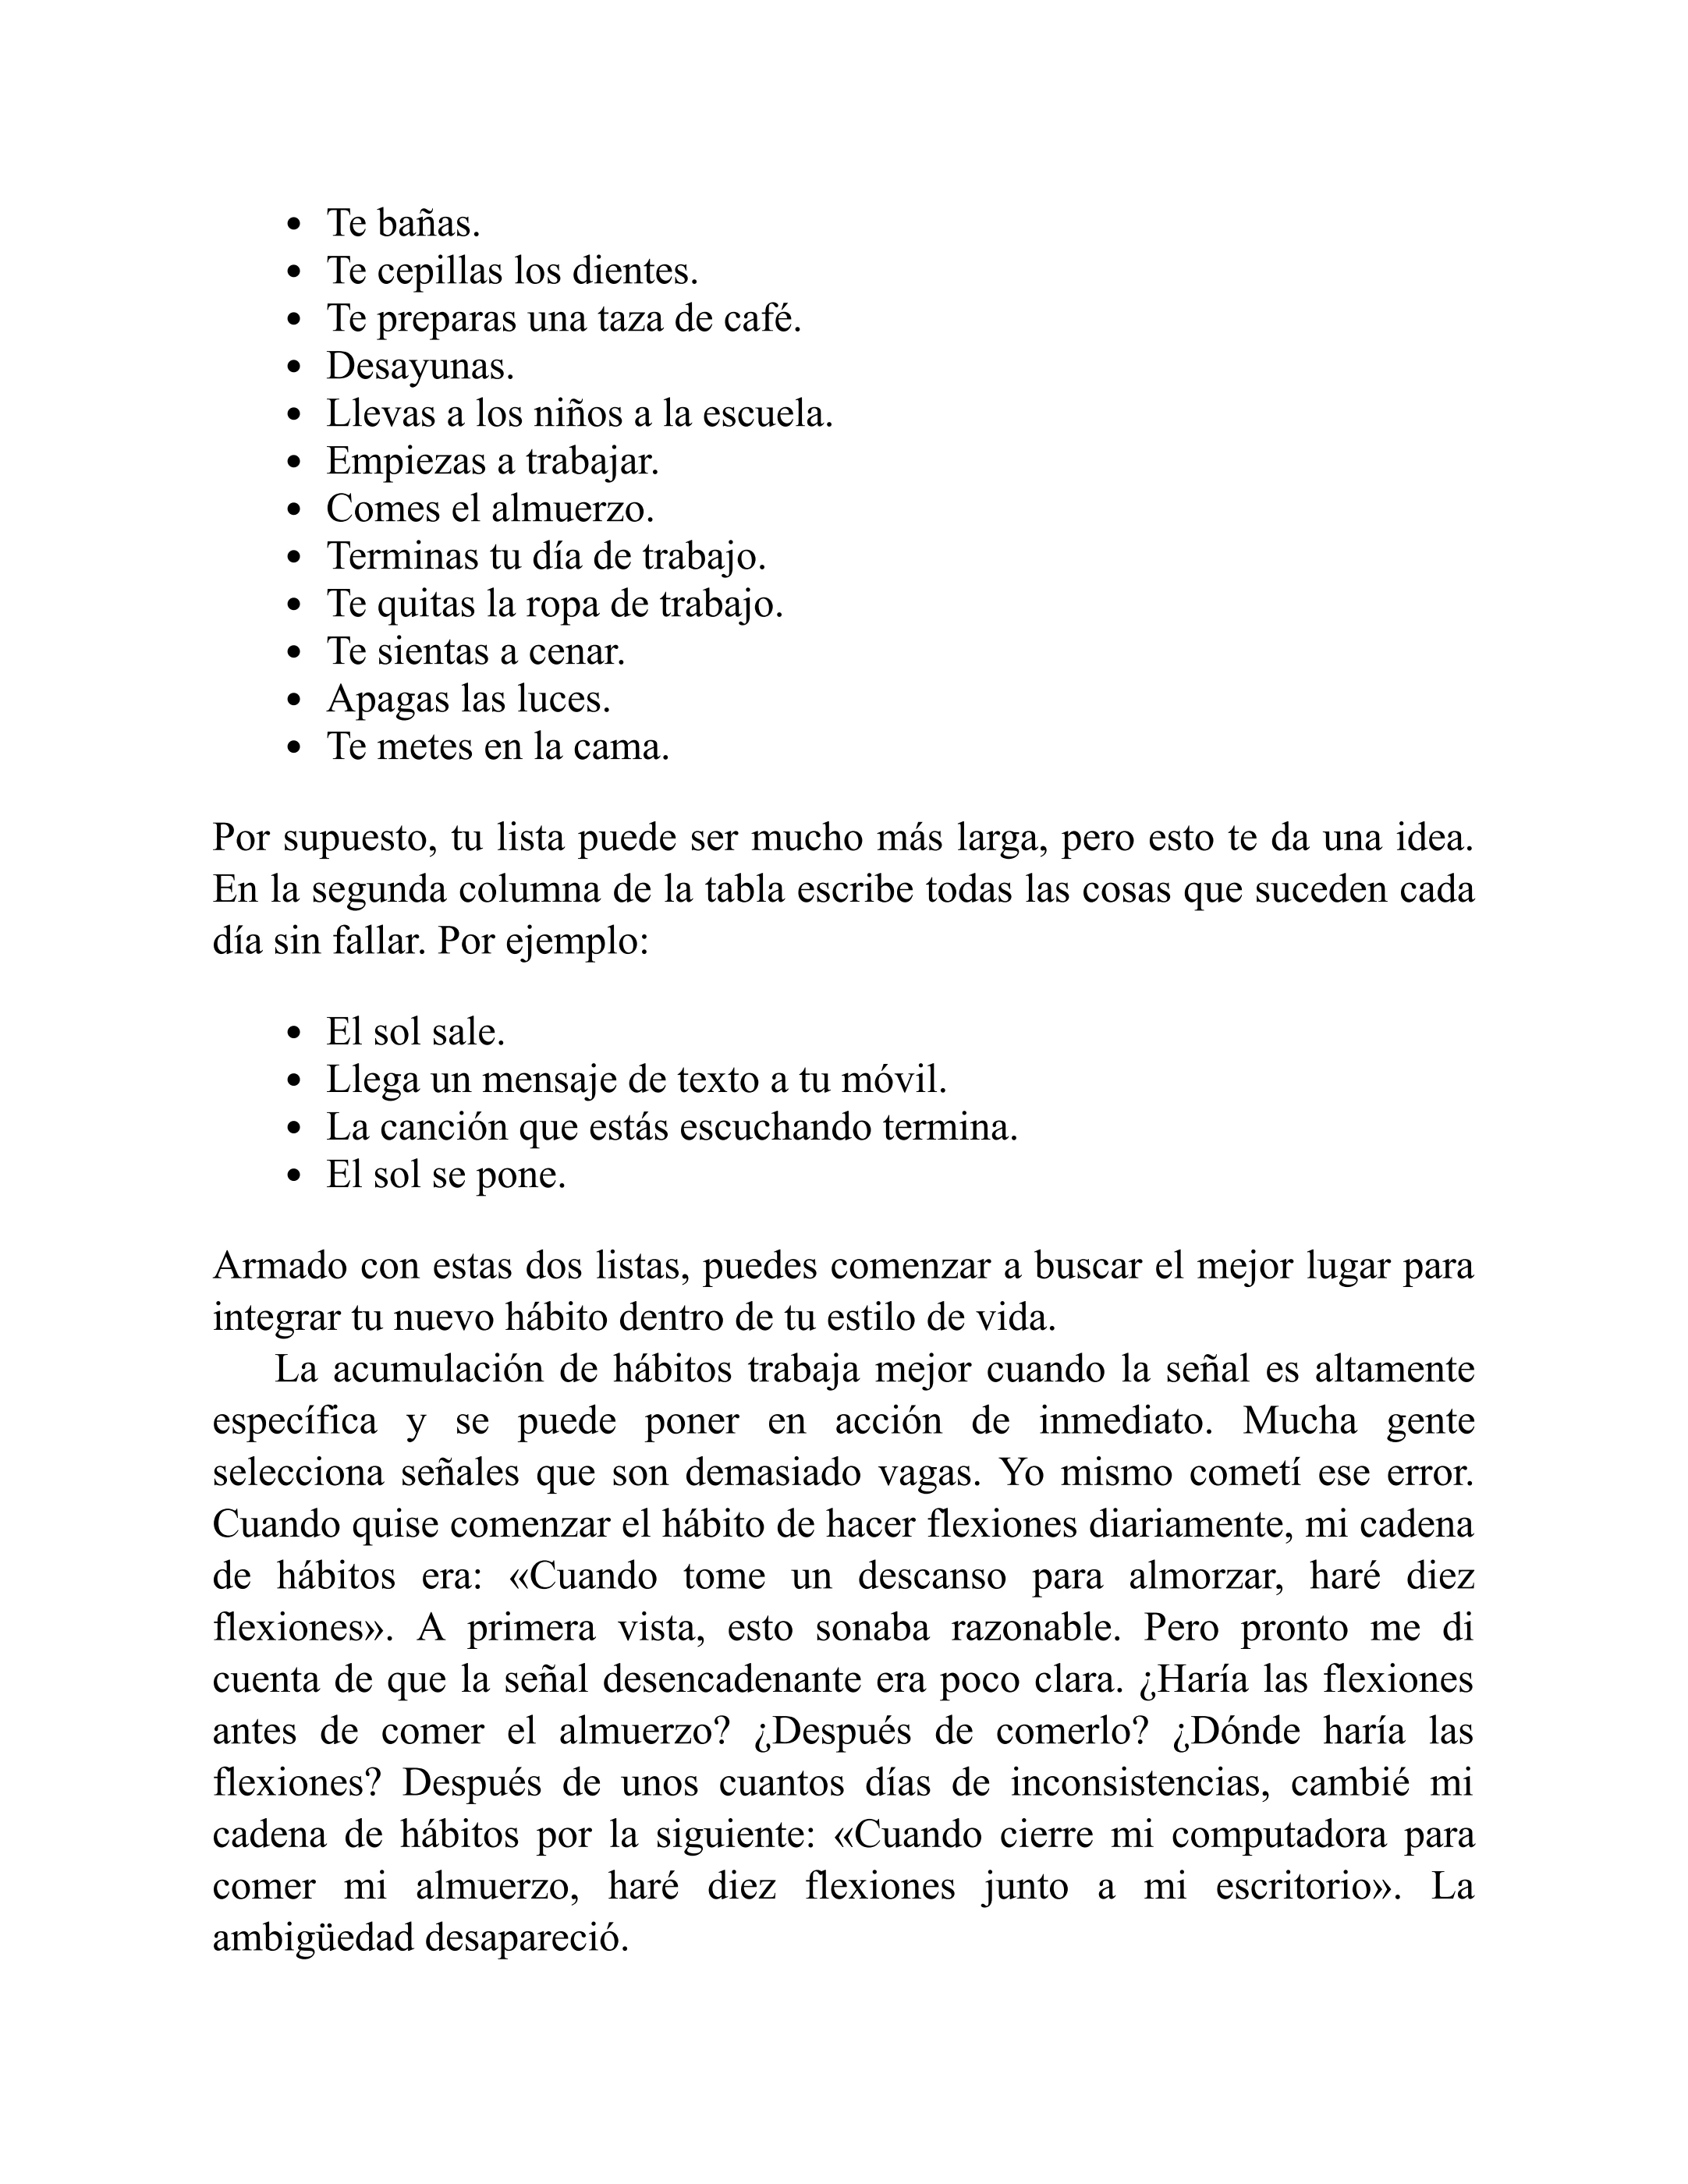 • Te bañas.
• Te cepillas los dientes.
• Te preparas una taza de café.
• Desayunas.
• Llevas a los niños a la escuela.
• Empiezas a trabajar.
• Comes el almuerzo.
• Terminas tu día de trabajo.
• Te quitas la ropa de trabajo.
• Te sientas a cenar.
• Apagas las luces.
• Te metes en la cama.
Por supuesto, tu lista puede ser mucho más larga, pero esto te da una idea.
En la segunda columna de la tabla escribe todas las cosas que suceden cada
día sin fallar. Por ejemplo:
• El sol sale.
• Llega un mensaje de texto a tu móvil.
• La canción que estás escuchando termina.
• El sol se pone.
Armado con estas dos listas, puedes comenzar a buscar el mejor lugar para
integrar tu nuevo hábito dentro de tu estilo de vida.
La acumulación de hábitos trabaja mejor cuando la señal es altamente
específica y se puede poner en acción de inmediato. Mucha gente
selecciona señales que son demasiado vagas. Yo mismo cometí ese error.
Cuando quise comenzar el hábito de hacer flexiones diariamente, mi cadena
de hábitos era: «Cuando tome un descanso para almorzar, haré diez
flexiones». A primera vista, esto sonaba razonable. Pero pronto me di
cuenta de que la señal desencadenante era poco clara. ¿Haría las flexiones
antes de comer el almuerzo? ¿Después de comerlo? ¿Dónde haría las
flexiones? Después de unos cuantos días de inconsistencias, cambié mi
cadena de hábitos por la siguiente: «Cuando cierre mi computadora para
comer mi almuerzo, haré diez flexiones junto a mi escritorio». La
ambigüedad desapareció.